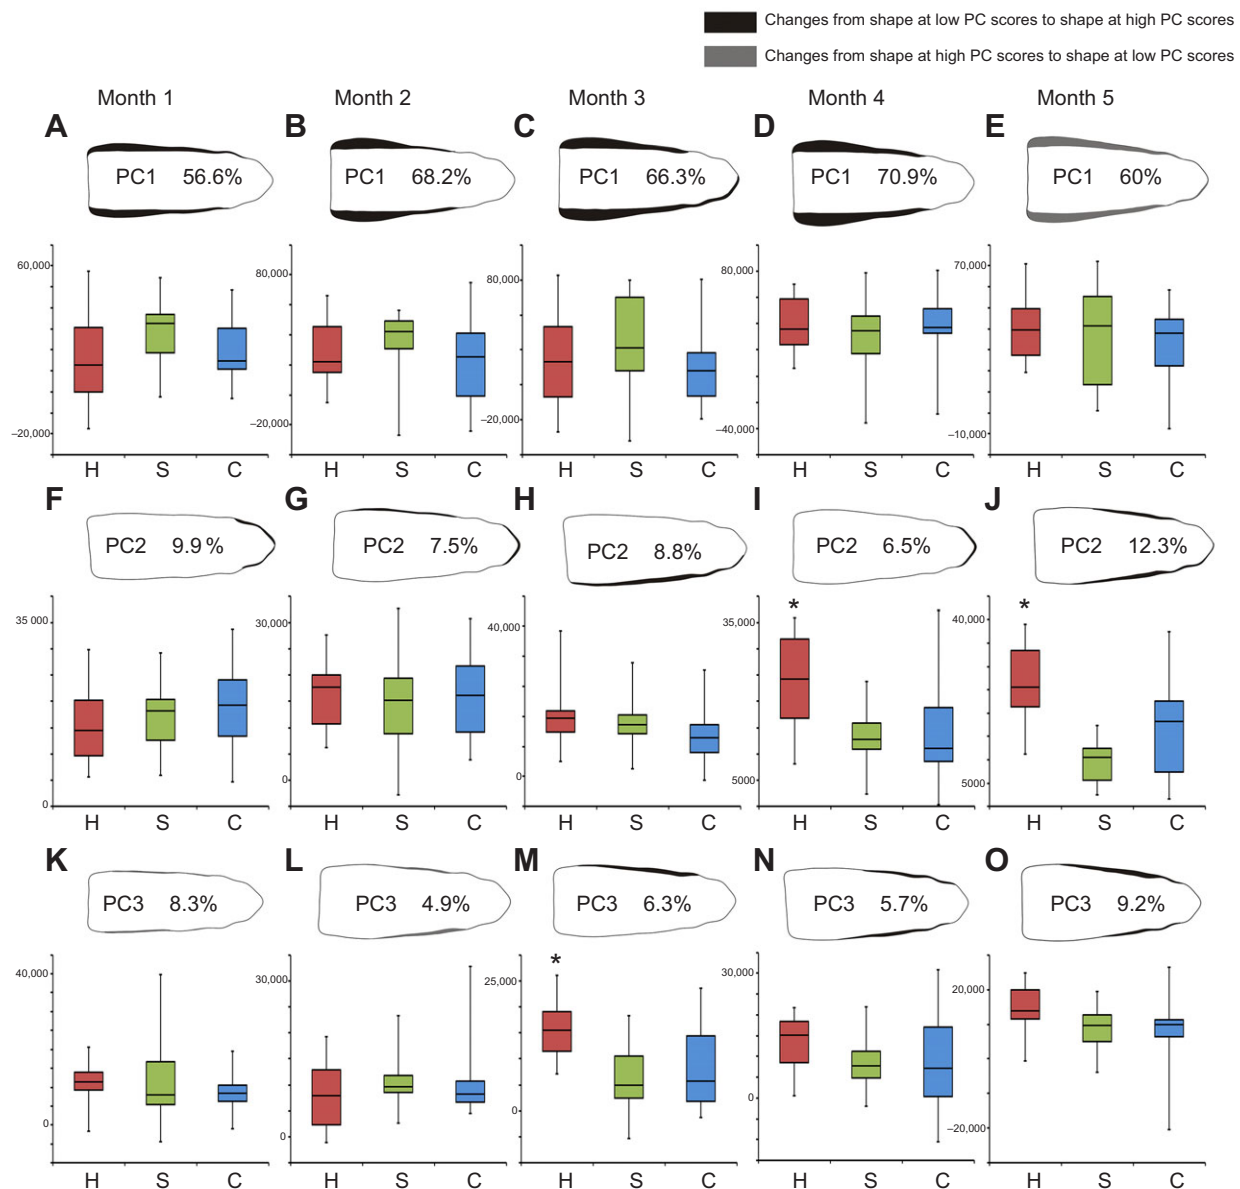 Changes from shape at low PC scores to shape at high PC scores
Changes from shape at high PC scores to shape at low PC scores
Month 1 Month 2 Month 3 Month 4 Month 5
A B C D E
PC1 56.6% PC1 68.2% PC1 66.3% PC1 70.9% PC1 60%
60,000 80,000 80,000 80,000 70,000
–20,000 –20,000 –20,000 –40,000 –10,000
H S C H S C H S C H S C H S C
F G H I J
PC2 9.9 % PC2 7.5% PC2 8.8% PC2 6.5% PC2 12.3%
* *
35 000 30,000 40,000 35,000 40,000
0 0 0 5000 5000
H S C H S C H S C H S C H S C
K L M N O
PC3 8.3% PC3 4.9% PC3 6.3% PC3 5.7% PC3 9.2%
*
40,000 30,000 25,000 30,000 20,000
0 0 0 0 –20,000
H S C H S C H S C H S C H S C